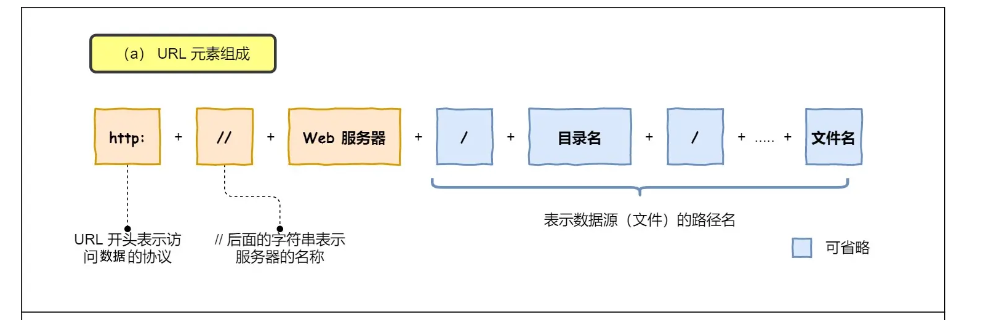 （a） URL 元素组成
http: + // + Web 服务器 + / + 目录名 + / + ..... + 文件名
URL 开头表示访
问数据的协议
// 后面的字符串表示
服务器的名称
表示数据源（文件）的路径名
可省略